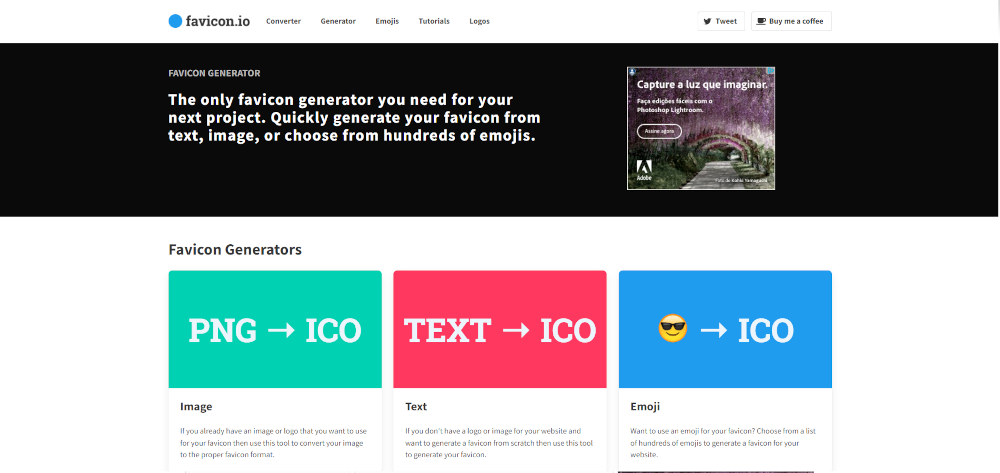 favicon.io
Converter
Generator
Emojis
Tutorials
Logos
Tweet
Buy me a coffee
FAVICON GENERATOR
The only favicon generator you need for your
next project. Quickly generate your favicon from
text, image, or choose from hundreds of emojis.
Capture a luz que imaginar.
Faça edições fáceis com o
Photoshop Lightroom.
Assine agora
Adobe
Foto de Kohki Yamaguchi
Favicon Generators
PNG → ICO
TEXT → ICO
😎 → ICO
Image
If you already have an image or logo that you want to use
for your favicon then use this tool to convert your image
to the proper favicon format.
Text
If you don't have a logo or image for your website and
want to generate a favicon from scratch then use this tool
to generate your favicon.
Emoji
Want to use an emoji for your favicon? Choose from a list
of hundreds of emojis to generate a favicon for your
website.